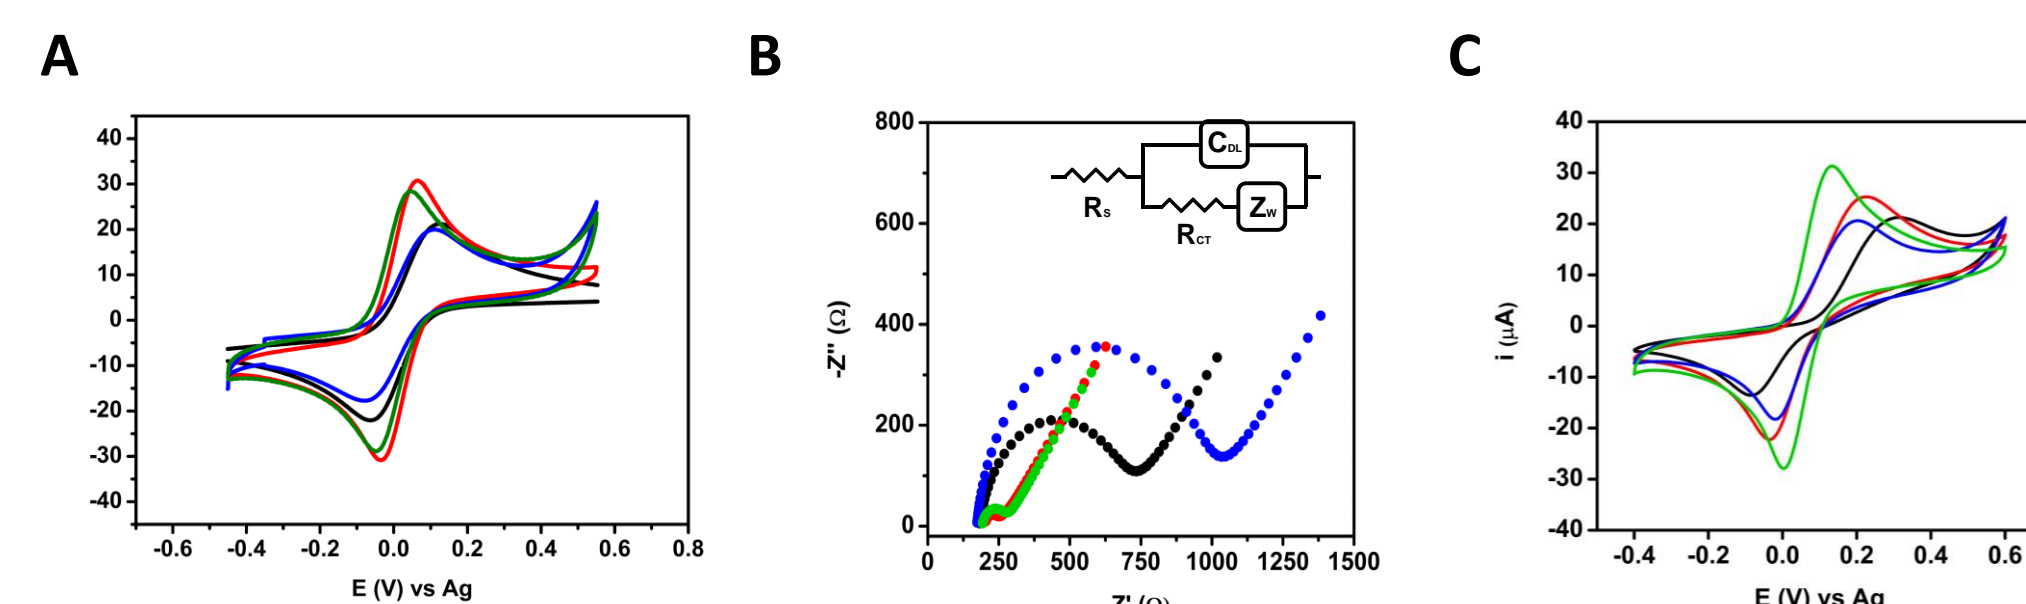 A
B
C
40
30
20
10
0
-10
-20
-30
-40
-0.6 -0.4 -0.2 0.0 0.2 0.4 0.6 0.8
E (V) vs Ag
800
600
400
200
0
-Z'' (Ω)
CDL
RS
RCT
ZW
0 250 500 750 1000 1250 1500
Z' (Ω)
40
30
20
10
0
-10
-20
-30
-40
i (μA)
-0.4 -0.2 0.0 0.2 0.4 0.6
E (V) vs Ag